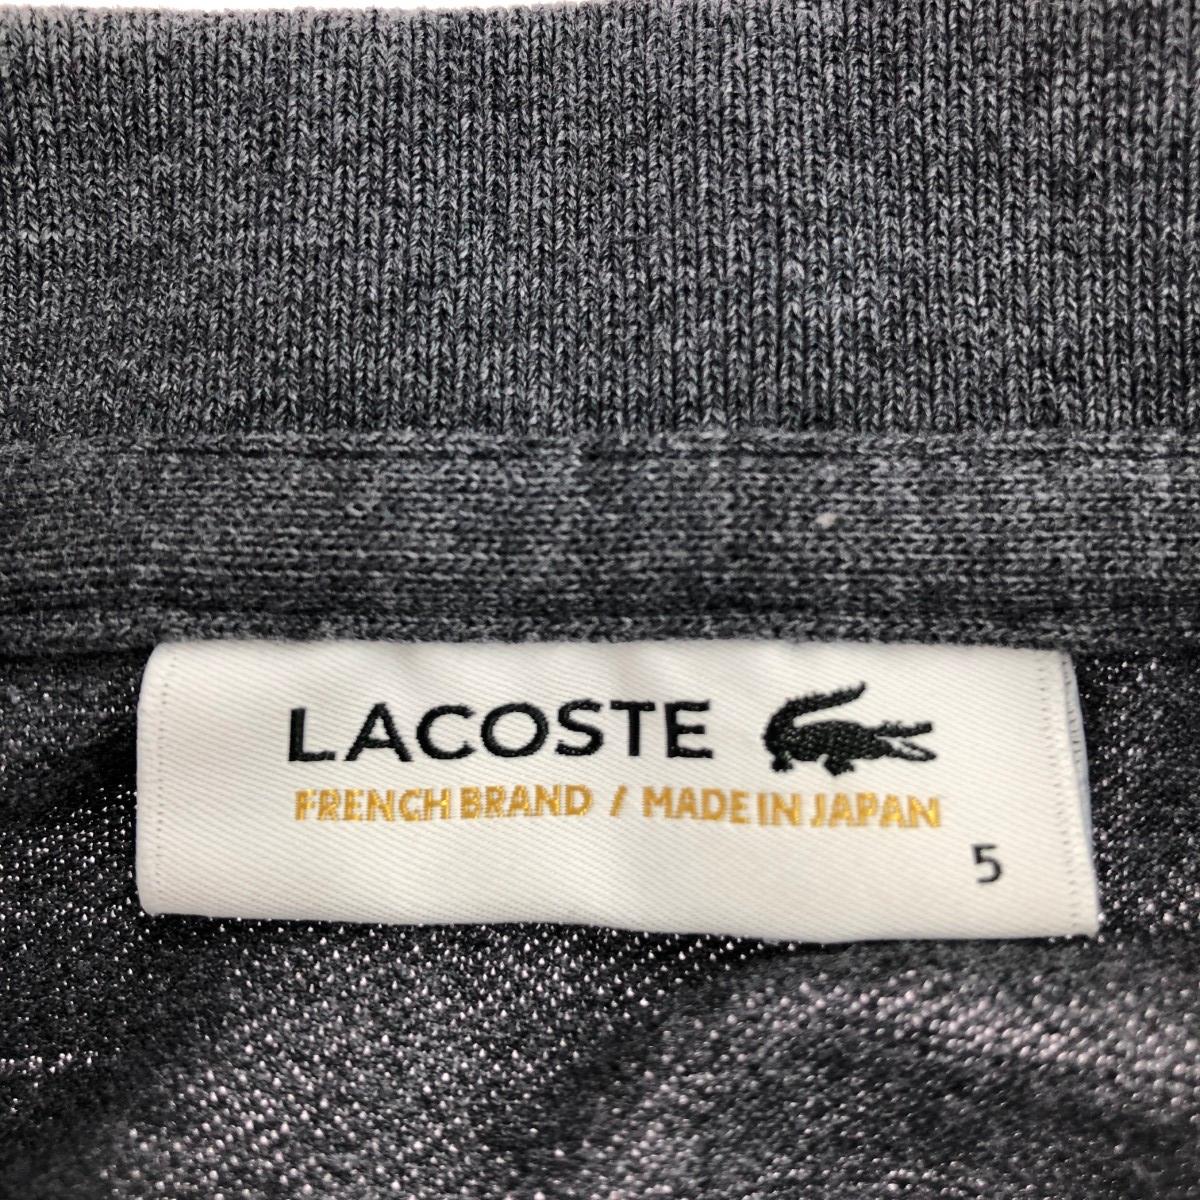 LACOSTE
FRENCH BRAND / MADE IN JAPAN
5